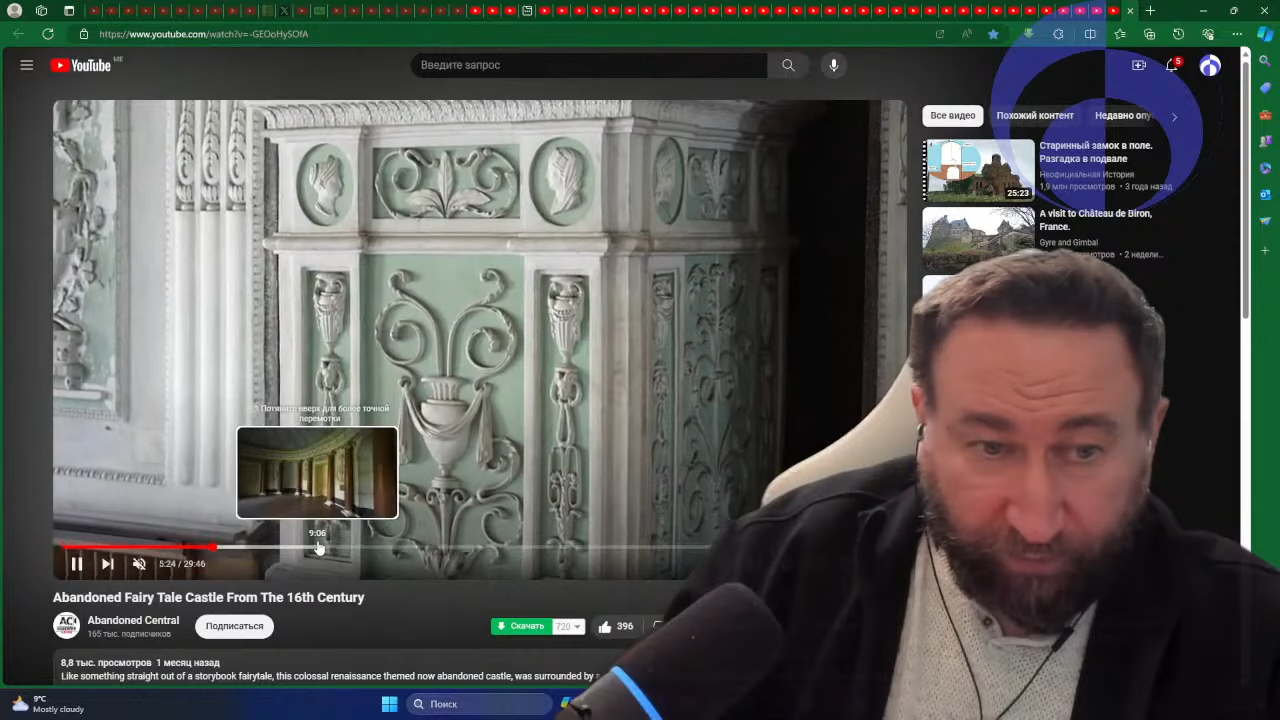 https://www.youtube.com/watch?v=-GEOoHySOfA
YouTube ME
Введите запрос
5
Все видео
Похожий контент
Недавно опу
Старинный замок в поле.
Разгадка в подвале
Неофициальная История
1,9 млн просмотров • 3 года назад
25:23
A visit to Château de Biron,
France.
Gyre and Gimbal
• 2 недели...
Потяните вверх для более точной
перемотки
9:06
5:24 / 29:46
Abandoned Fairy Tale Castle From The 16th Century
AC
Abandoned Central
165 тыс. подписчиков
Подписаться
Скачать
720
396
8,8 тыс. просмотров 1 месяц назад
Like something straight out of a storybook fairytale, this colossal renaissance themed now abandoned castle, was surrounded by
9°C
Mostly cloudy
Поиск